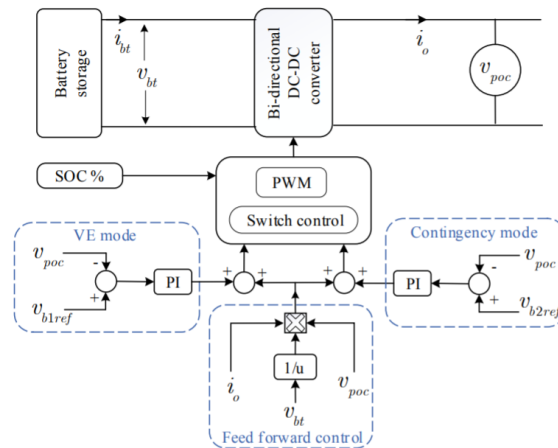 Battery
storage
i_bt
v_bt
Bi-directional
DC-DC
converter
i_o
v_poc
SOC %
PWM
Switch control
VE mode
v_poc
-
+
v_b1ref
PI
+
+
+
+
Contingency mode
v_poc
-
+
PI
v_b2ref
i_o
1/u
v_bt
v_poc
Feed forward control